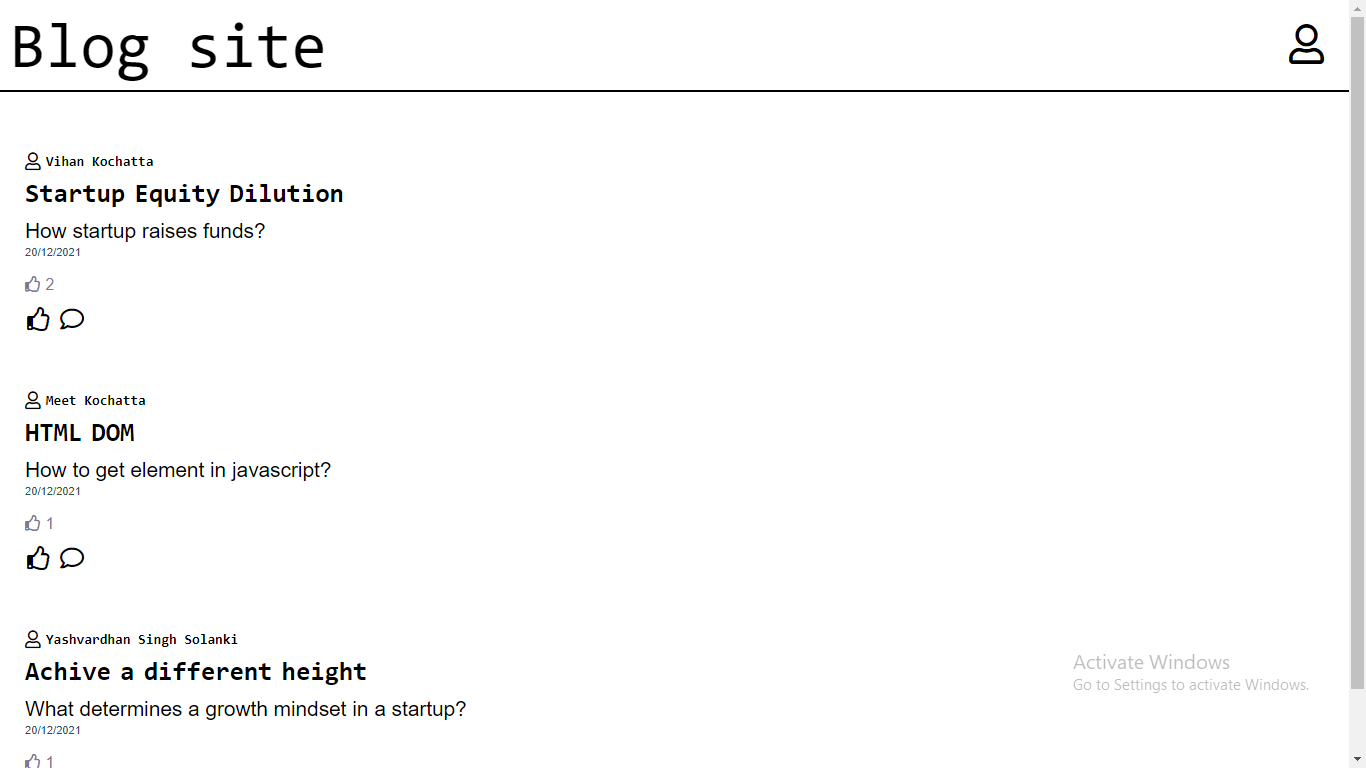 Blog site
Vihan Kochatta
Startup Equity Dilution
How startup raises funds?
20/12/2021
2
Meet Kochatta
HTML DOM
How to get element in javascript?
20/12/2021
1
Yashvardhan Singh Solanki
Achive a different height
What determines a growth mindset in a startup?
20/12/2021
1
Activate Windows
Go to Settings to activate Windows.